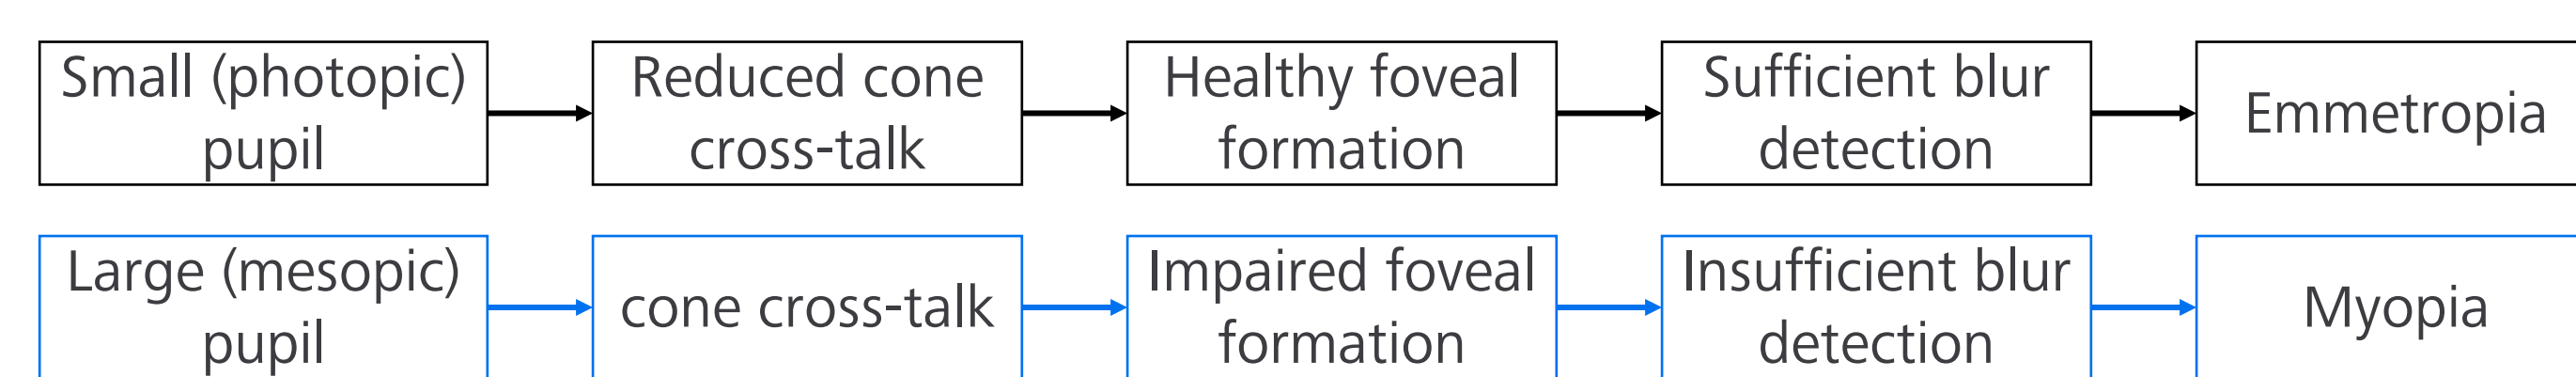 Small (photopic)
pupil
Reduced cone
cross-talk
Healthy foveal
formation
Sufficient blur
detection
Emmetropia
Large (mesopic)
pupil
cone cross-talk
Impaired foveal
formation
Insufficient blur
detection
Myopia